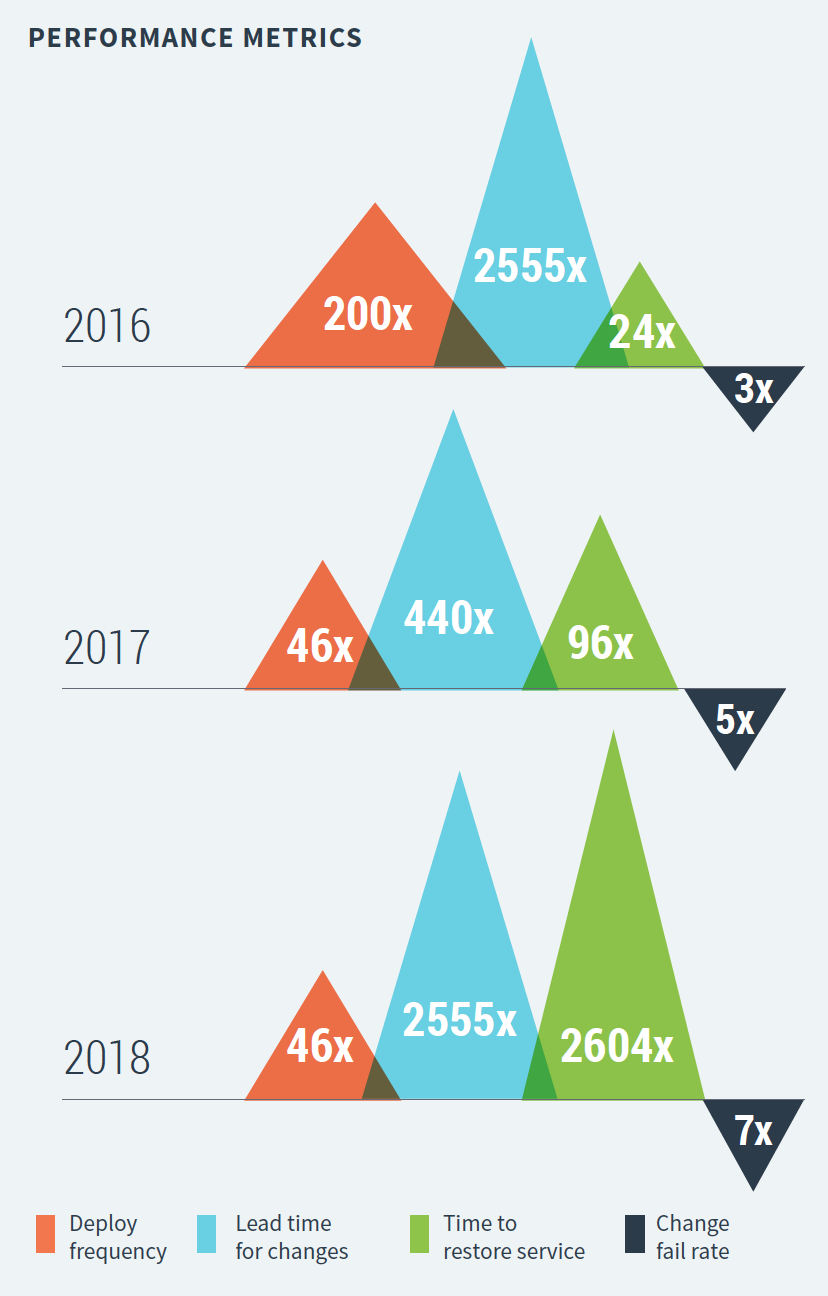 PERFORMANCE METRICS
2016
200x
2555x
24x
3x
2017
46x
440x
96x
5x
2018
46x
2555x
2604x
7x
Deploy
frequency
Lead time
for changes
Time to
restore service
Change
fail rate